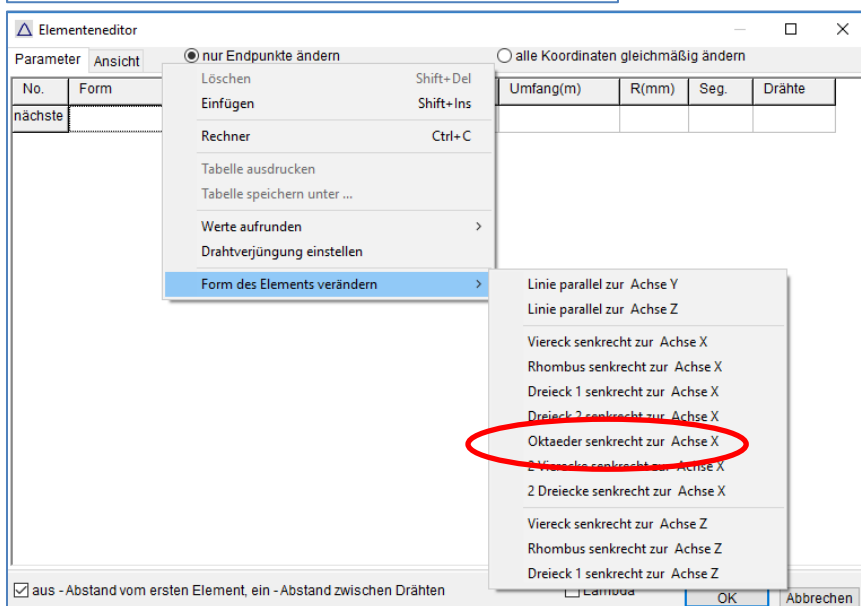 Elementeneditor
Parameter Ansicht nur Endpunkte ändern alle Koordinaten gleichmäßig ändern
No. Form Umfang(m) R(mm) Seg. Drähte
nächste
Löschen Shift+Del
Einfügen Shift+Ins
Rechner Ctrl+C
Tabelle ausdrucken
Tabelle speichern unter ...
Werte aufrunden >
Drahtverjüngung einstellen
Form des Elements verändern >
Linie parallel zur Achse Y
Linie parallel zur Achse Z
Viereck senkrecht zur Achse X
Rhombus senkrecht zur Achse X
Dreieck 1 senkrecht zur Achse X
Dreieck 2 senkrecht zur Achse X
Oktaeder senkrecht zur Achse X
2 Vierecke senkrecht zur Achse X
2 Dreiecke senkrecht zur Achse X
Viereck senkrecht zur Achse Z
Rhombus senkrecht zur Achse Z
Dreieck 1 senkrecht zur Achse Z
aus - Abstand vom ersten Element, ein - Abstand zwischen Drähten Lambda OK Abbrechen